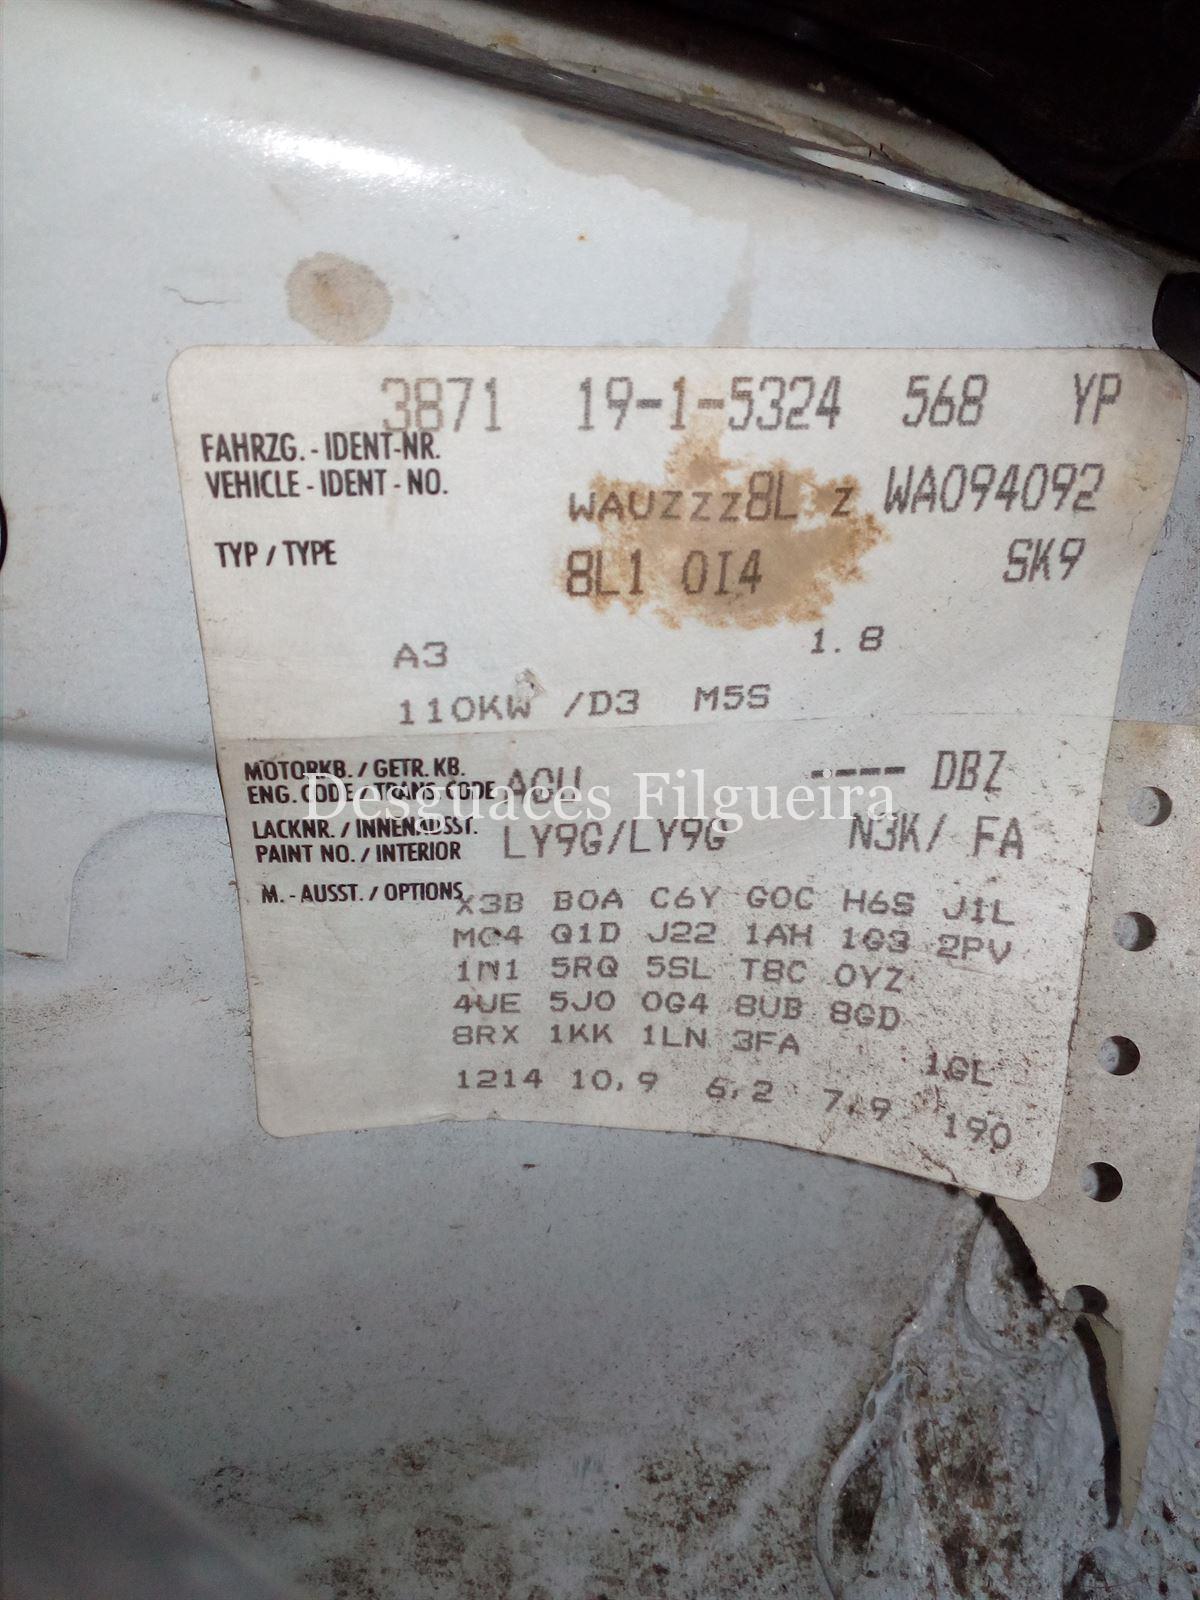 3871 19-1-5324 568 YP
FAHRZG. - IDENT-NR.
VEHICLE - IDENT - NO. WAUZZZ8L Z WA094092
TYP / TYPE 8L1 0I4 SK9
A3 1. 8
110KW /D3 M5S
MOTORKB. / GETR. KB.
ENG. CODE / TRANS. CODE ---- DBZ
Desguaces Filgueira
LACKNR. / INNENAUSST.
PAINT NO. / INTERIOR LY9G/LY9G N3K/ FA
M. - AUSST. / OPTIONS X3B B0A C6Y G0C H6S J1L
Q1D J22 1AH 1G3 2PV
1N1 5RQ 5SL T8C 0YZ
4UE 5J0 0G4 8UB 8GD
8RX 1KK 1LN 3FA
1GL
1214 10,9 6,2 7,9 190